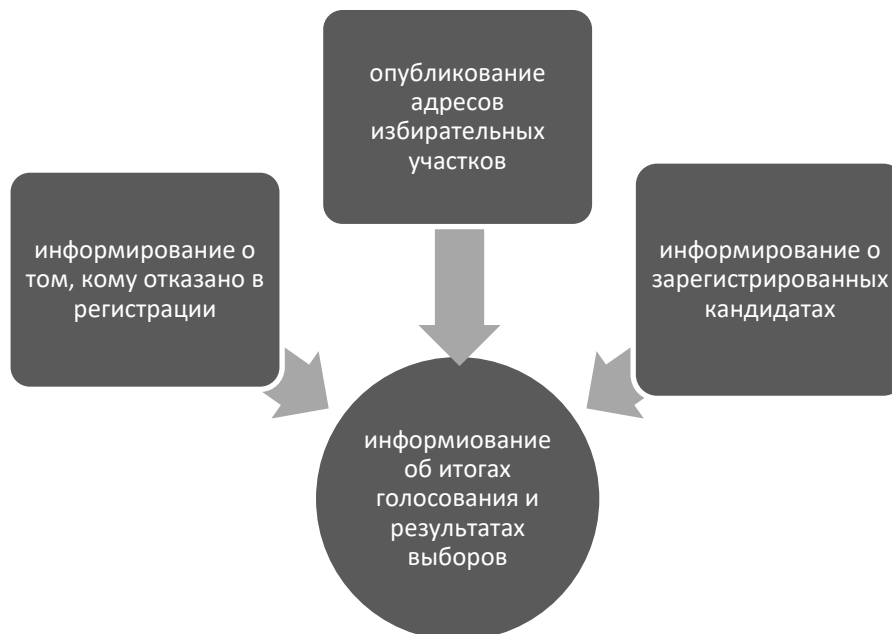 опубликование
адресов
избирательных
участков
информирование о
том, кому отказано в
регистрации
информирование о
зарегистрированных
кандидатах
информиование
об итогах
голосования и
результатах
выборов